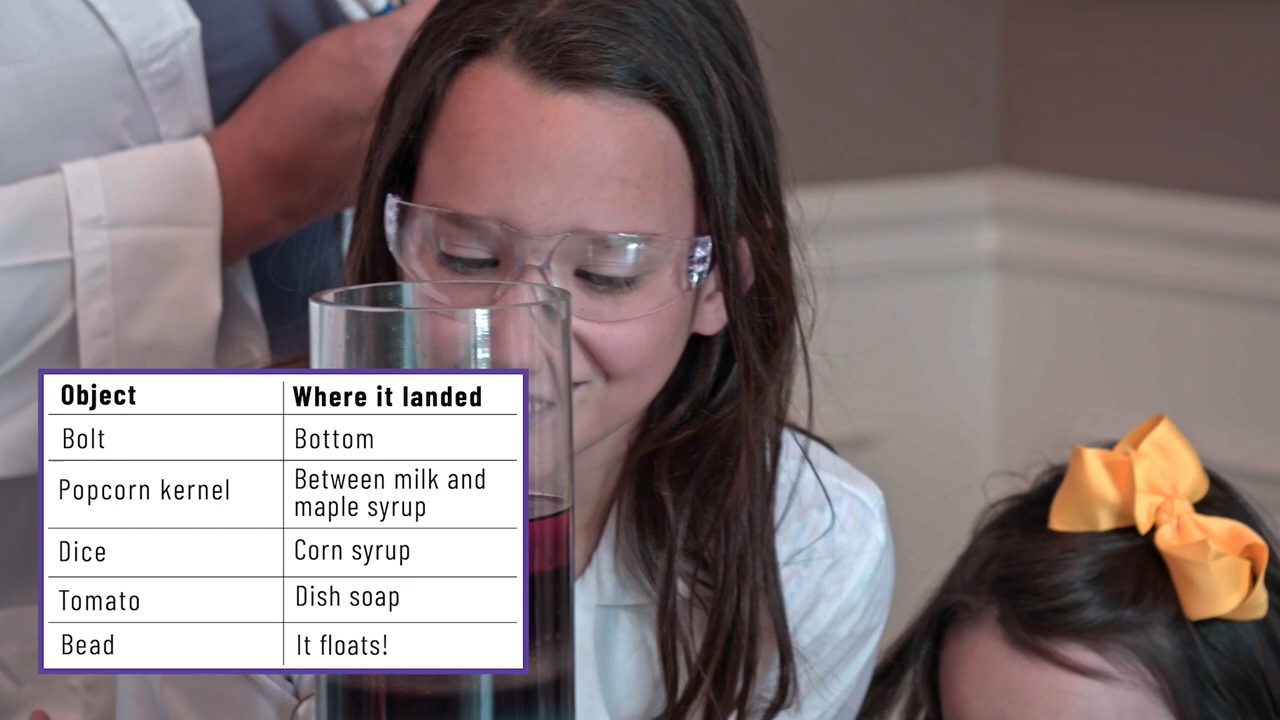 Object Where it landed
Bolt Bottom
Popcorn kernel Between milk and
maple syrup
Dice Corn syrup
Tomato Dish soap
Bead It floats!